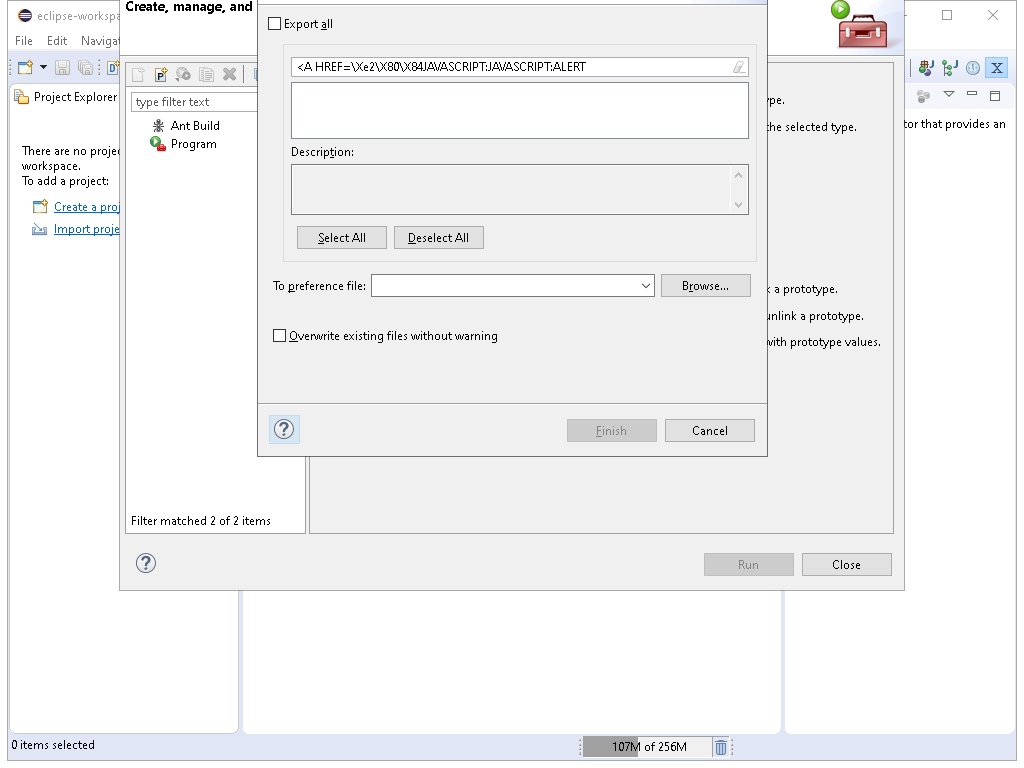 eclipse-workspa
Create, manage, and
File Edit Navigat
Export all
<A HREF=\Xe2\X80\X84JAVASCRIPT:JAVASCRIPT:ALERT
Project Explorer
type filter text
Ant Build
Program
There are no projec
workspace.
To add a project:
Create a proj
Import proje
ype.
the selected type.
tor that provides an
Description:
Select All
Deselect All
To preference file:
Browse...
k a prototype.
unlink a prototype.
with prototype values.
Overwrite existing files without warning
?
Finish
Cancel
Filter matched 2 of 2 items
?
Run
Close
0 items selected
107M of 256M